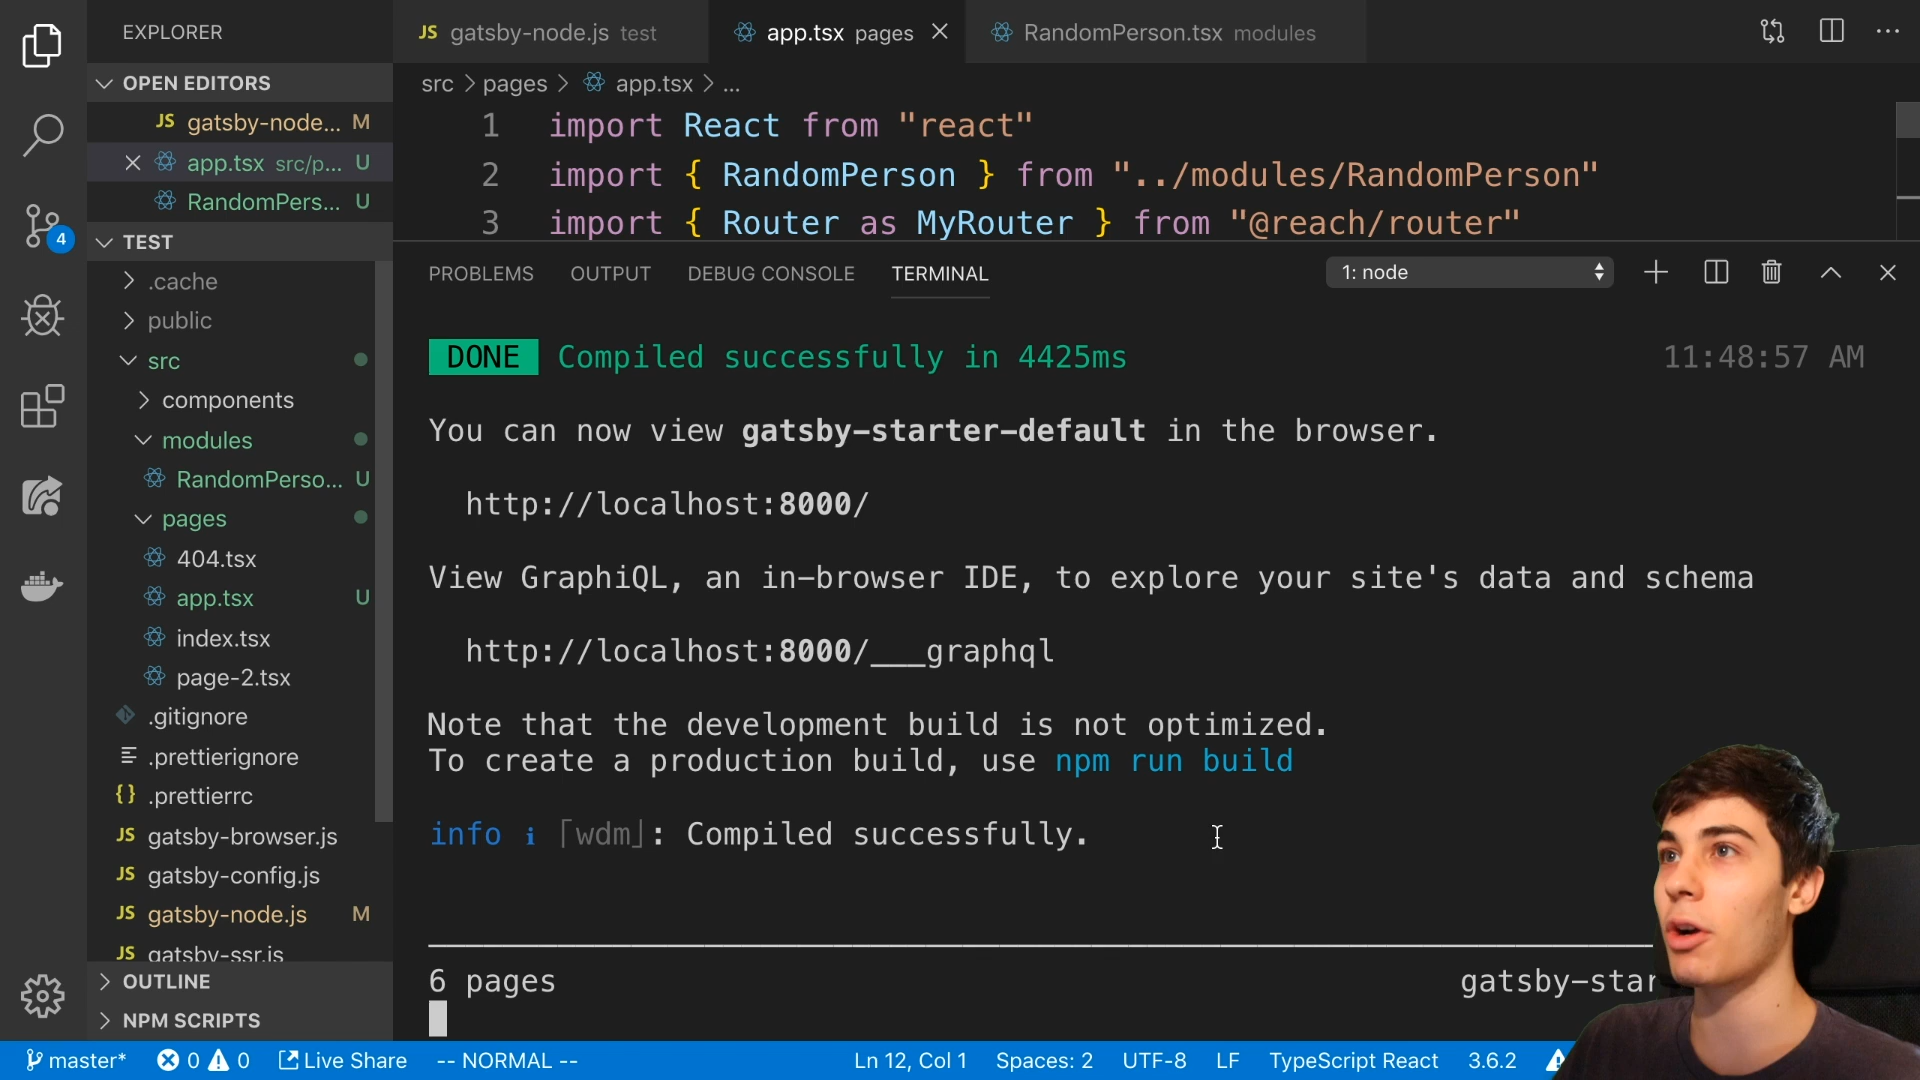 EXPLORER
JS gatsby-node.js test
app.tsx pages
RandomPerson.tsx modules
OPEN EDITORS
JS gatsby-node... M
app.tsx src/p... U
RandomPers... U
TEST
.cache
public
src
components
modules
RandomPerso... U
pages
404.tsx
app.tsx U
index.tsx
page-2.tsx
.gitignore
.prettierignore
{} .prettierrc
JS gatsby-browser.js
JS gatsby-config.js
JS gatsby-node.js M
JS gatsby-ssr.js
OUTLINE
NPM SCRIPTS
4
src > pages > app.tsx > ...
1 import React from "react"
2 import { RandomPerson } from "../modules/RandomPerson"
3 import { Router as MyRouter } from "@reach/router"
PROBLEMS OUTPUT DEBUG CONSOLE TERMINAL 1: node
DONE Compiled successfully in 4425ms 11:48:57 AM
You can now view gatsby-starter-default in the browser.
http://localhost:8000/
View GraphiQL, an in-browser IDE, to explore your site's data and schema
http://localhost:8000/___graphql
Note that the development build is not optimized.
To create a production build, use npm run build
info ℹ ｢wdm｣: Compiled successfully.
6 pages gatsby-star
master* 0 0 Live Share -- NORMAL -- Ln 12, Col 1 Spaces: 2 UTF-8 LF TypeScript React 3.6.2